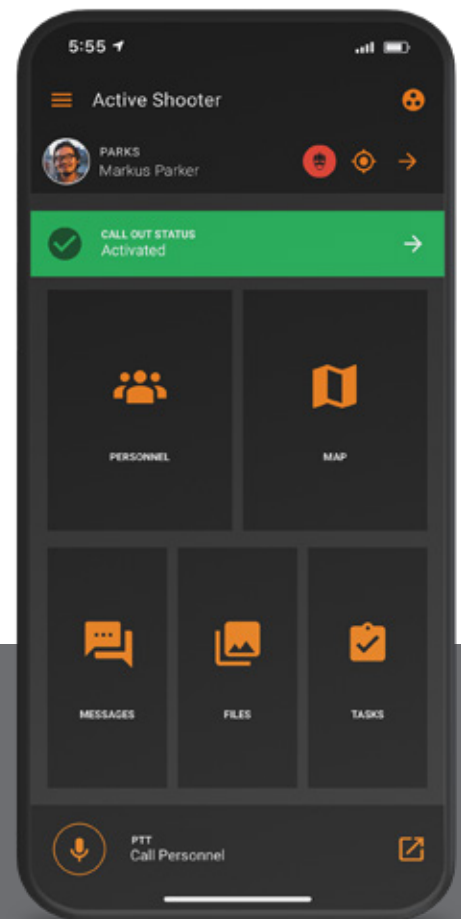 5:55
Active Shooter
PARKS
Markus Parker
CALL OUT STATUS
Activated
PERSONNEL
MAP
MESSAGES
FILES
TASKS
PTT
Call Personnel